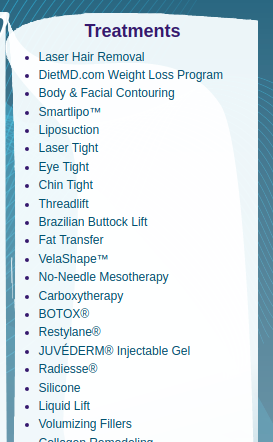 Treatments
Laser Hair Removal
DietMD.com Weight Loss Program
Body & Facial Contouring
Smartlipo™
Liposuction
Laser Tight
Eye Tight
Chin Tight
Threadlift
Brazilian Buttock Lift
Fat Transfer
VelaShape™
No-Needle Mesotherapy
Carboxytherapy
BOTOX®
Restylane®
JUVÉDERM® Injectable Gel
Radiesse®
Silicone
Liquid Lift
Volumizing Fillers
Collagen Remodeling